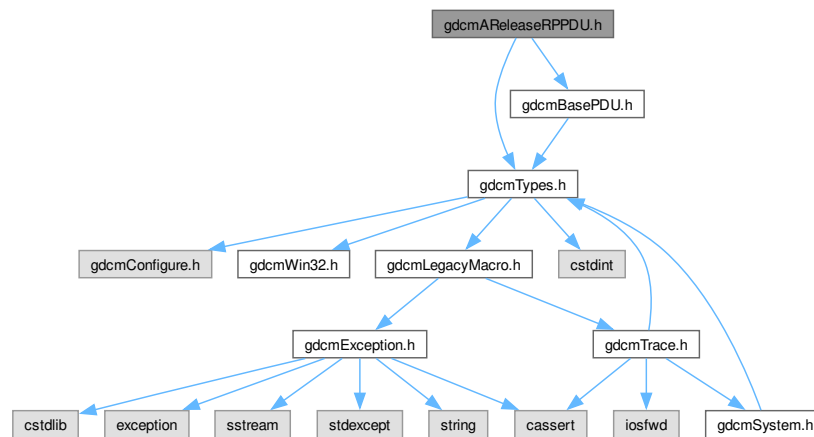 gdcmAReleaseRPPDU.h
gdcmBasePDU.h
gdcmTypes.h
gdcmConfigure.h
gdcmWin32.h
gdcmLegacyMacro.h
cstdint
gdcmException.h
gdcmTrace.h
cstdlib
exception
sstream
stdexcept
string
cassert
iosfwd
gdcmSystem.h